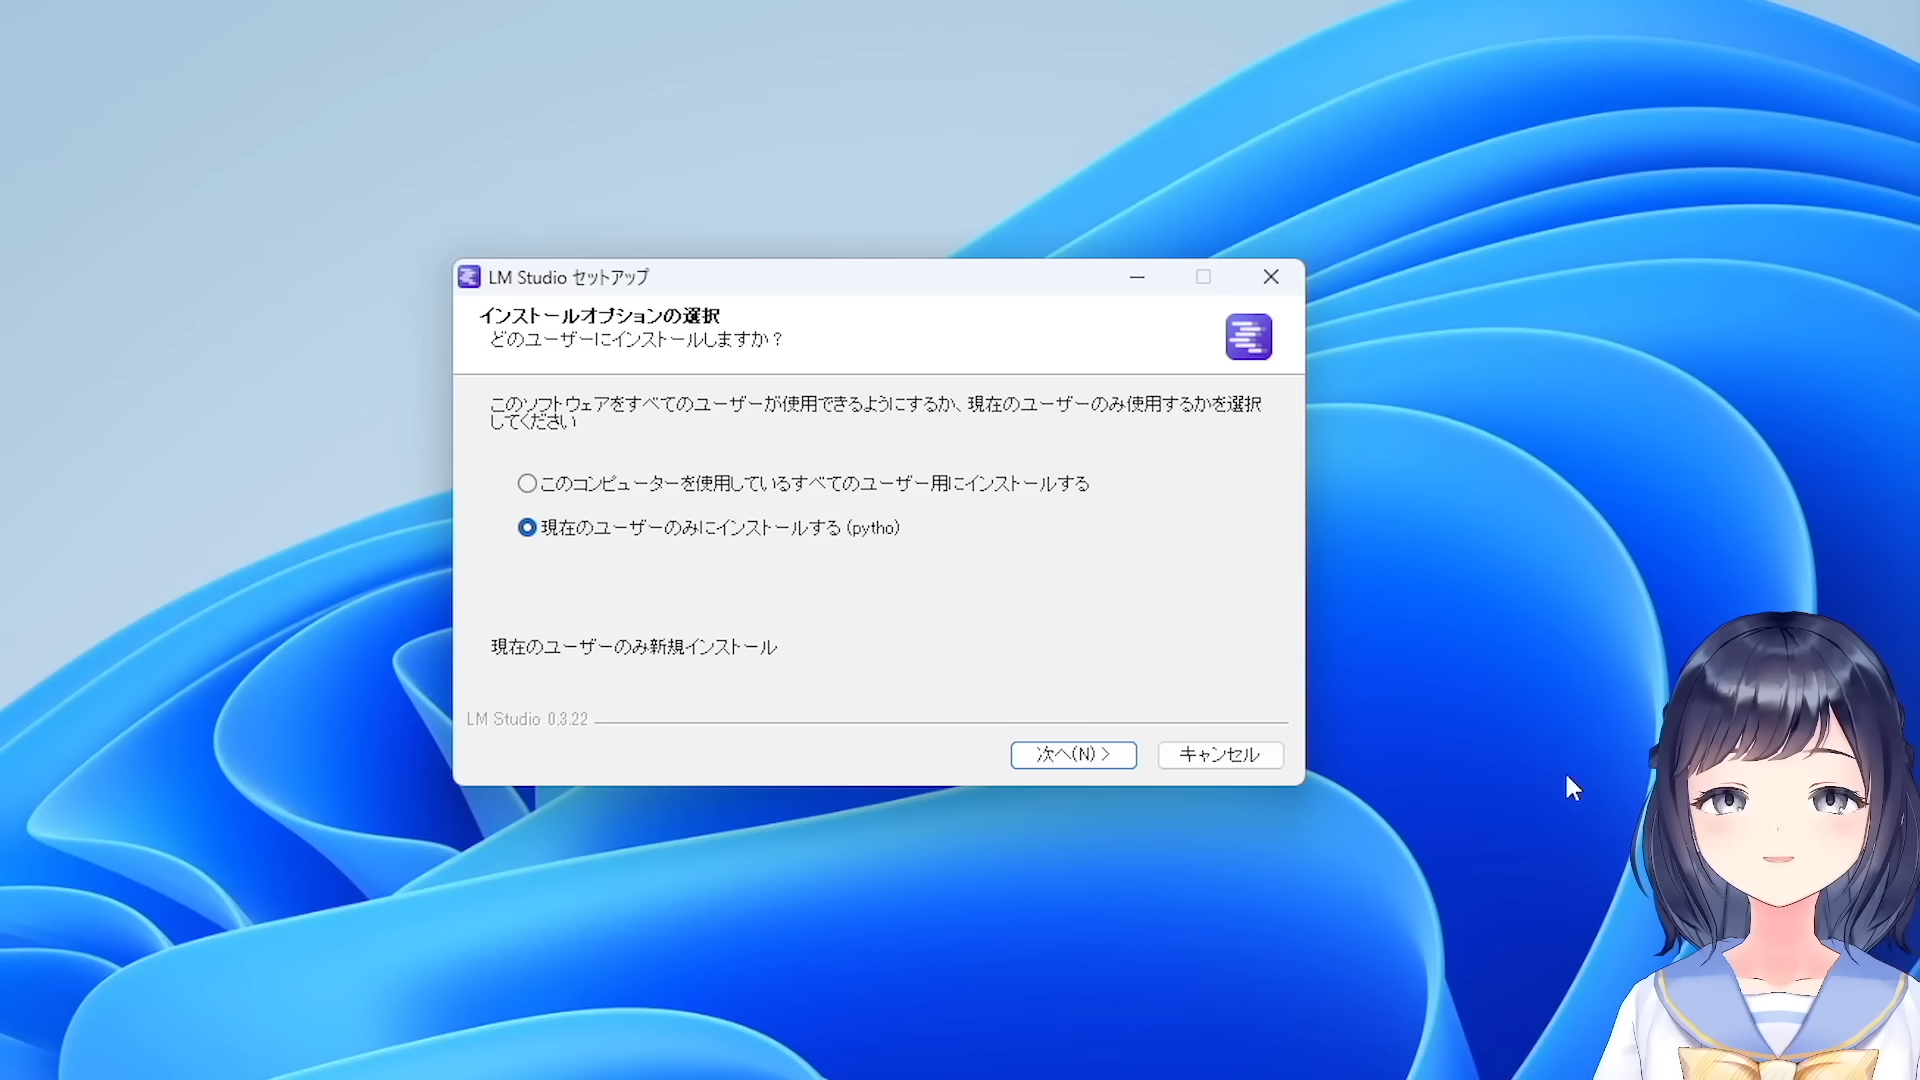 LM Studio セットアップ
インストールオプションの選択
どのユーザーにインストールしますか？
このソフトウェアをすべてのユーザーが使用できるようにするか、現在のユーザーのみ使用するかを選択
してください
このコンピューターを使用しているすべてのユーザー用にインストールする
現在のユーザーのみにインストールする (pytho)
現在のユーザーのみ新規インストール
LM Studio 0.3.22
次へ(N) >
キャンセル